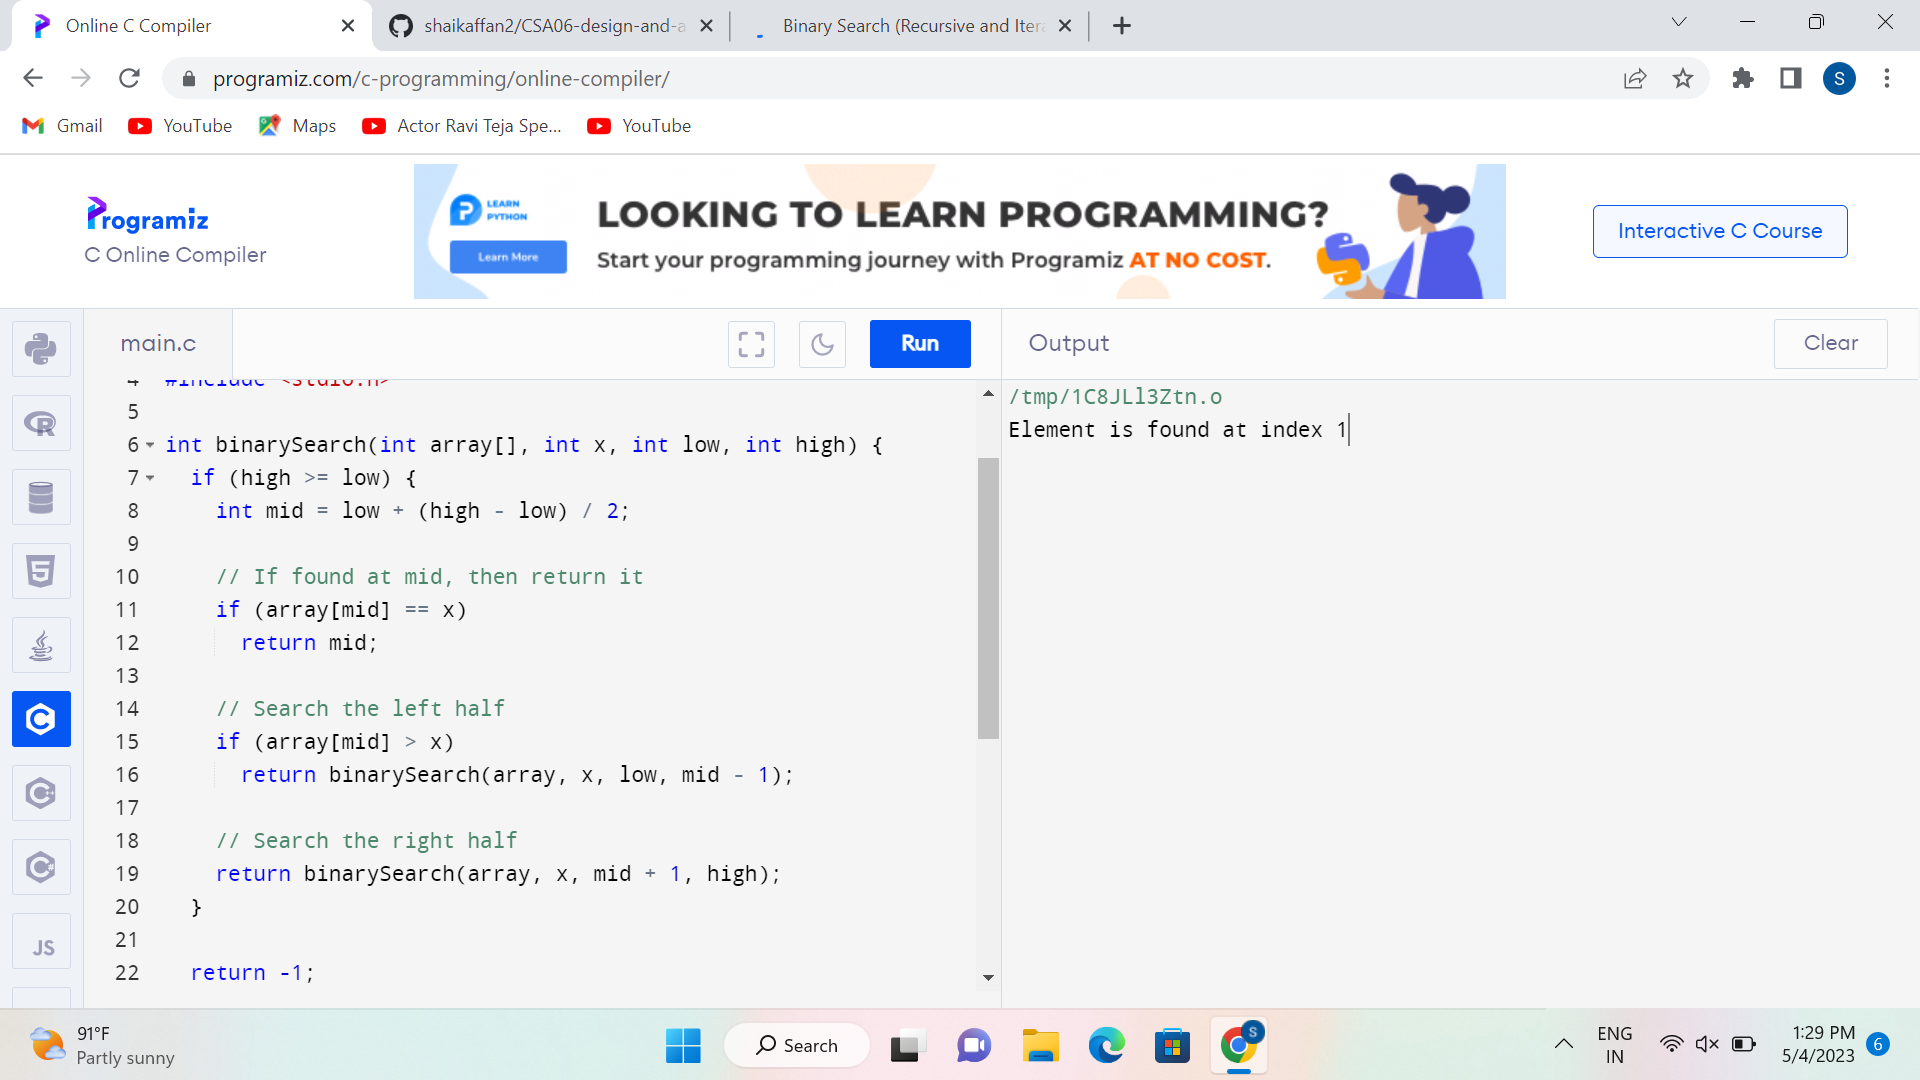 Online C Compiler
shaikaffan2/CSA06-design-and-a
Binary Search (Recursive and Itera
programiz.com/c-programming/online-compiler/
S
Gmail
YouTube
Maps
Actor Ravi Teja Spe...
YouTube
Programiz
C Online Compiler
LEARN
PYTHON
Learn More
LOOKING TO LEARN PROGRAMMING?
Start your programming journey with Programiz AT NO COST.
Interactive C Course
main.c
Run
Output
Clear
4 #include <stdio.h>
5
6 int binarySearch(int array[], int x, int low, int high) {
7 if (high >= low) {
8 int mid = low + (high - low) / 2;
9
10 // If found at mid, then return it
11 if (array[mid] == x)
12 return mid;
13
14 // Search the left half
15 if (array[mid] > x)
16 return binarySearch(array, x, low, mid - 1);
17
18 // Search the right half
19 return binarySearch(array, x, mid + 1, high);
20 }
21
22 return -1;
/tmp/1C8JLl3Ztn.o
Element is found at index 1
JS
91°F
Partly sunny
Search
S
ENG
IN
1:29 PM
5/4/2023
6